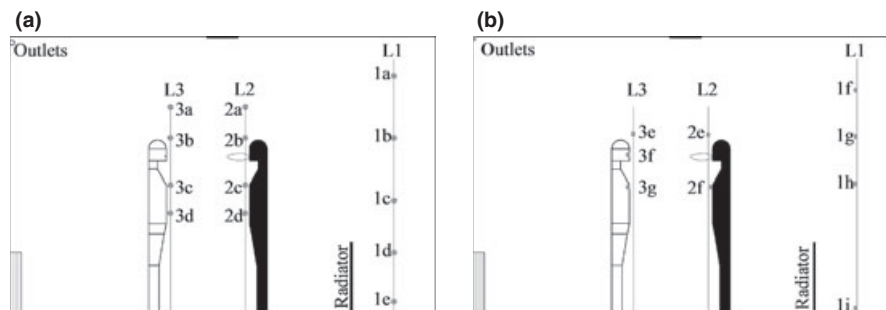 (a)
Outlets
L1
1a
L3 L2
3a 2a
3b 2b 1b
3c 2c
1c
3d 2d
1d
Radiator
1e
(b)
Outlets
L1
1f
L3 L2
3e 2e 1g
3f
3g 2f 1h
Radiator
1i